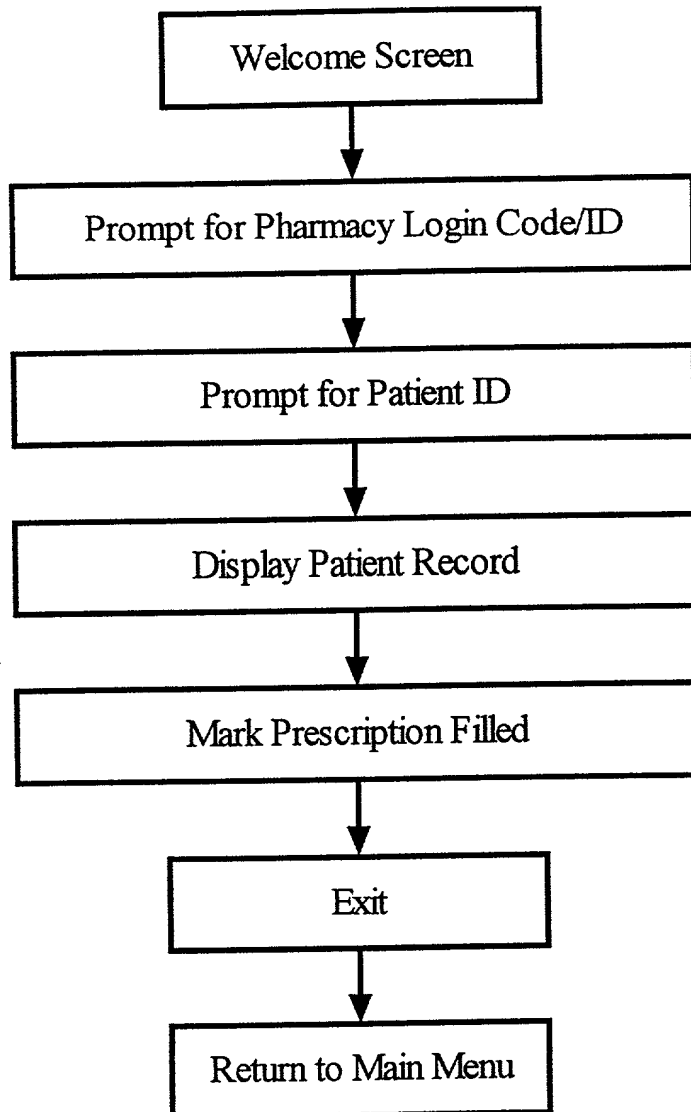 Welcome Screen
Prompt for Pharmacy Login Code/ID
Prompt for Patient ID
Display Patient Record
Mark Prescription Filled
Exit
Return to Main Menu